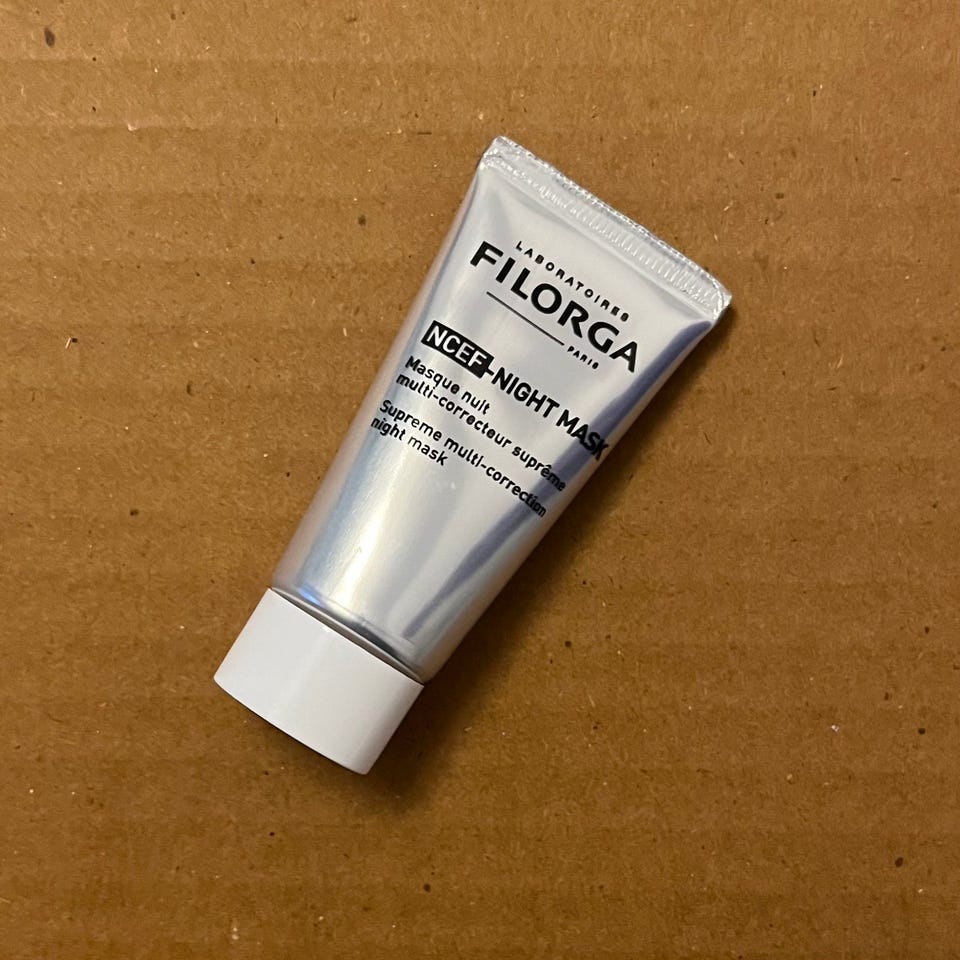 LABORATOIRES
FILORGA
PARIS
NCEF-NIGHT MASK
Masque nuit
multi-correcteur suprême
Supreme multi-correction
night mask